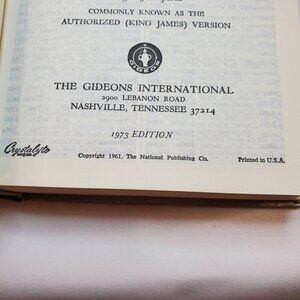 COMMONLY KNOWN AS THE
AUTHORIZED (KING JAMES) VERSION
GIDEONS
THE GIDEONS INTERNATIONAL
2900 LEBANON ROAD
NASHVILLE, TENNESSEE 37214
1973 EDITION
Crystalyte
Copyright 1961. The National Publishing Co.
Printed in U.S.A.